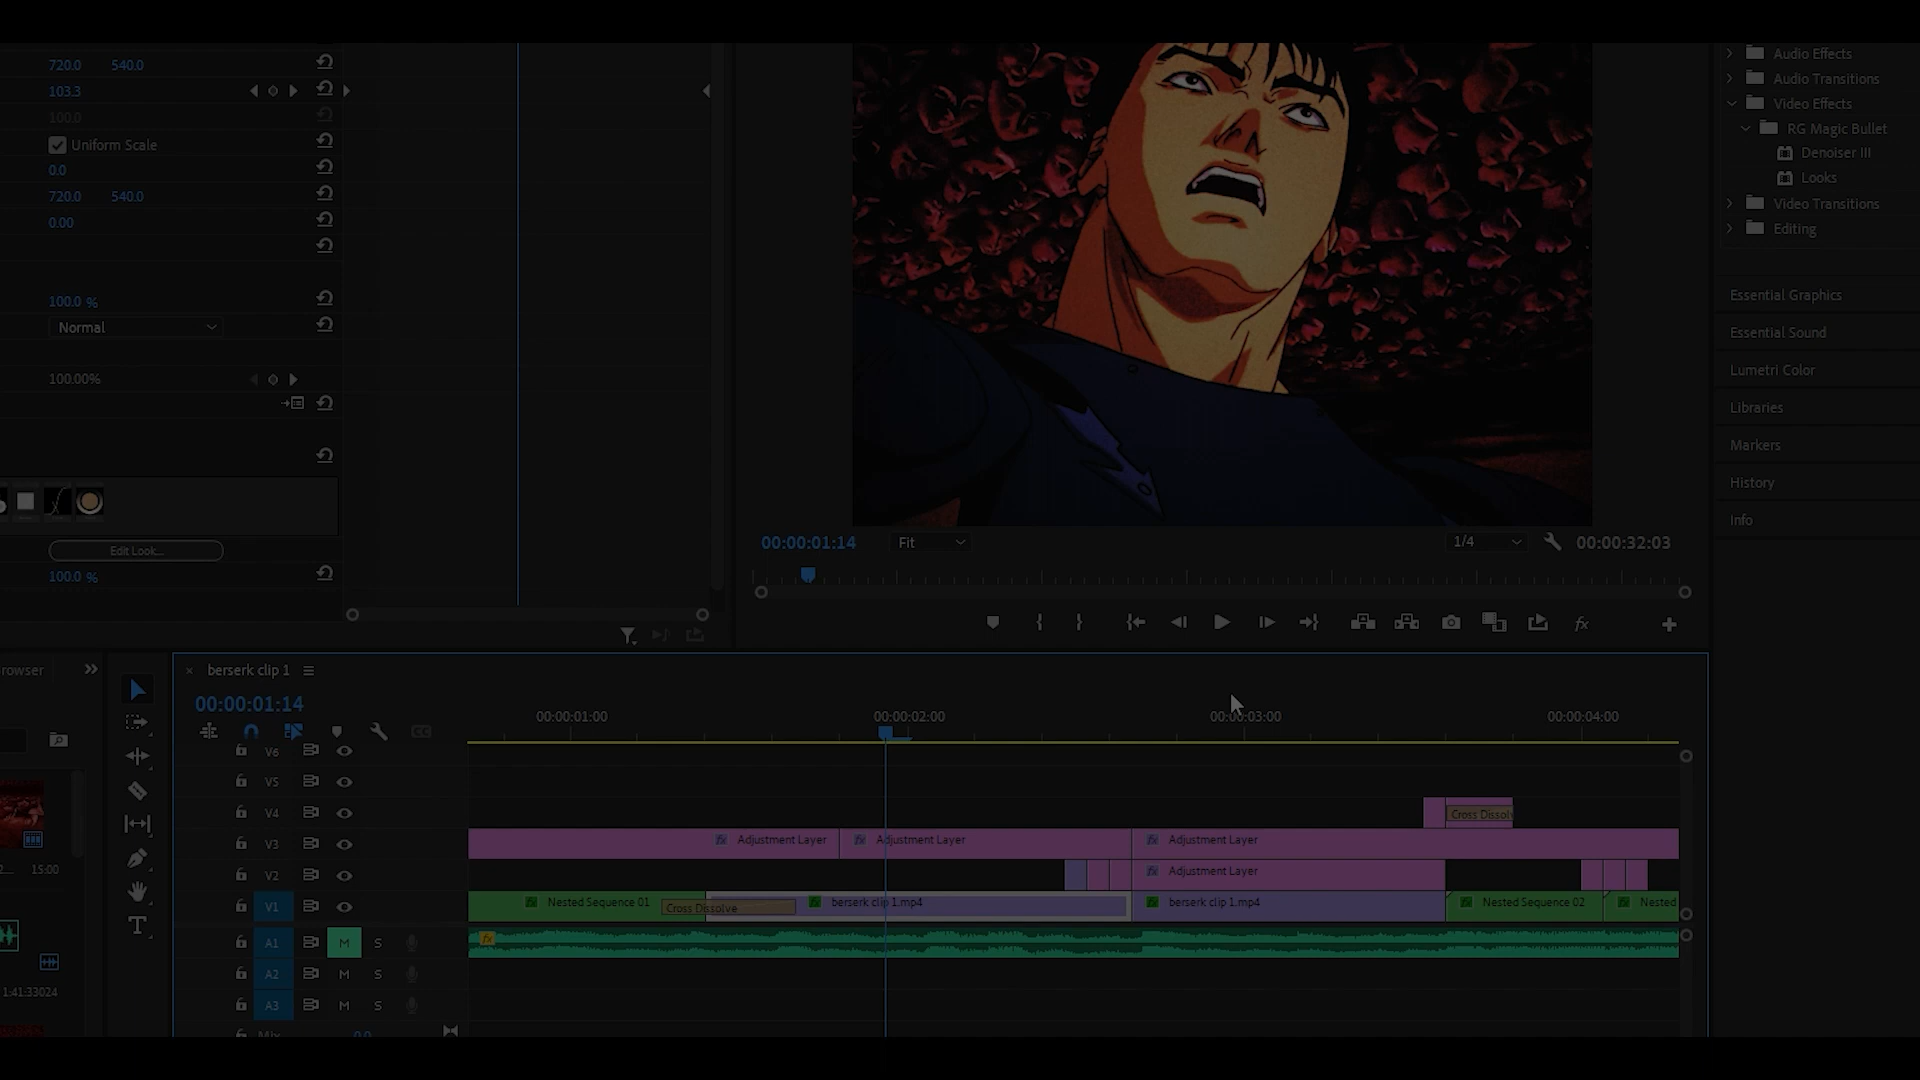 720.0 540.0
103.3
100.0
Uniform Scale
0.0
720.0 540.0
0.00
100.0 %
Normal
100.00%
Edit Look...
100.0 %
00:00:01:14
Fit
1/4
00:00:32:03
Audio Effects
Audio Transitions
Video Effects
RG Magic Bullet
Denoiser III
Looks
Video Transitions
Editing
Essential Graphics
Essential Sound
Lumetri Color
Libraries
Markers
History
Info
rowser
15:00
1:41:33024
berserk clip 1
00:00:01:14
00:00:01:00 00:00:02:00 00:00:03:00 00:00:04:00
V6
V5
V4 Cross Dissol
V3 Adjustment Layer Adjustment Layer Adjustment Layer
V2 Adjustment Layer
V1 Nested Sequence 01 Cross Dissolve berserk clip 1.mp4 berserk clip 1.mp4 Nested Sequence 02 Nested
A1 M S
A2 M S
A3 M S
Mix 0.0